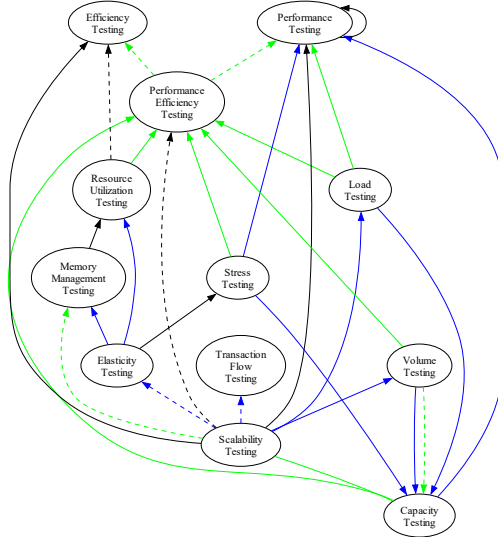 Efficiency
Testing
Performance
Testing
Performance
Efficiency
Testing
Resource
Utilization
Testing
Load
Testing
Memory
Management
Testing
Stress
Testing
Elasticity
Testing
Transaction
Flow
Testing
Volume
Testing
Scalability
Testing
Capacity
Testing